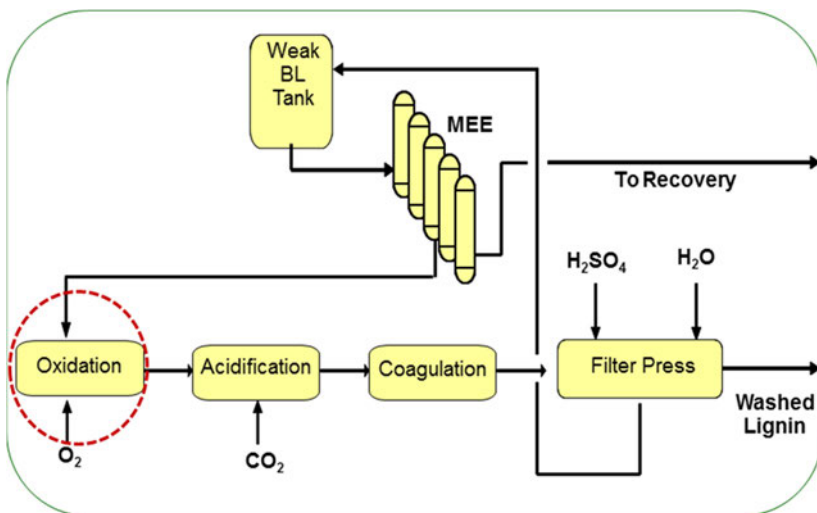 Weak
BL
Tank
MEE
To Recovery
H₂SO₄
H₂O
Oxidation
Acidification
Coagulation
Filter Press
Washed
Lignin
O₂
CO₂